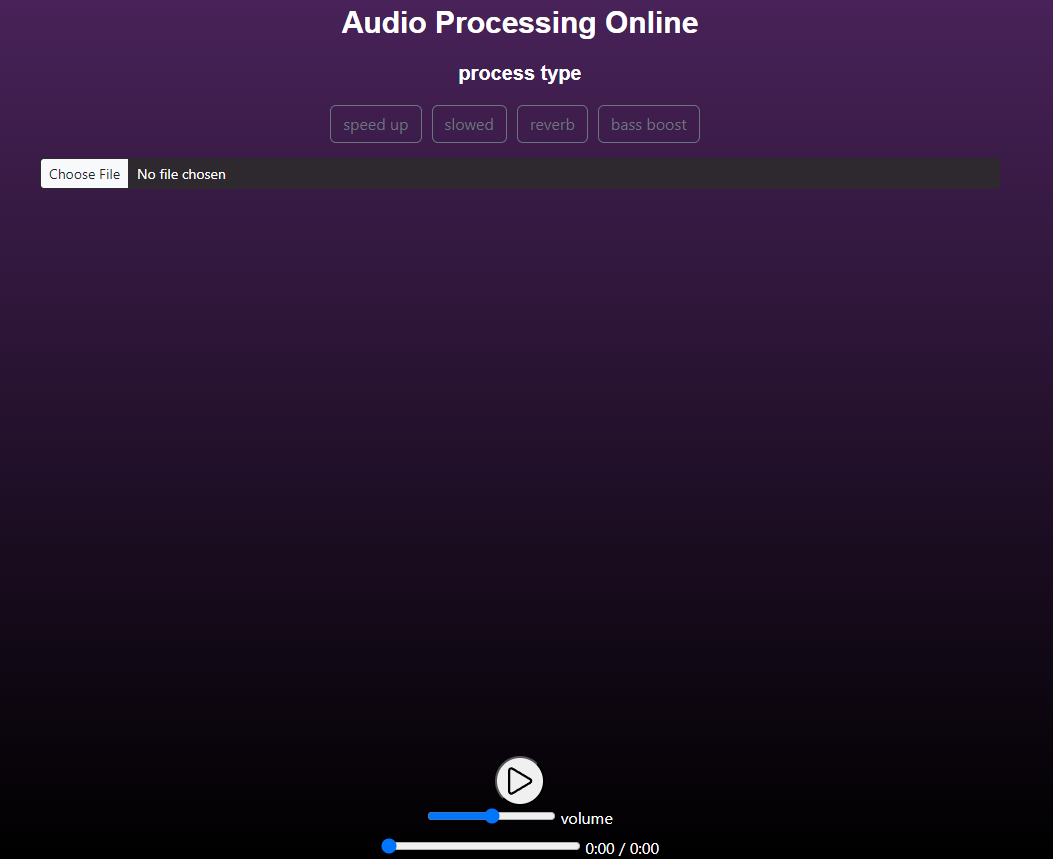 Audio Processing Online
process type
speed up slowed reverb bass boost
Choose File No file chosen
volume
0:00 / 0:00